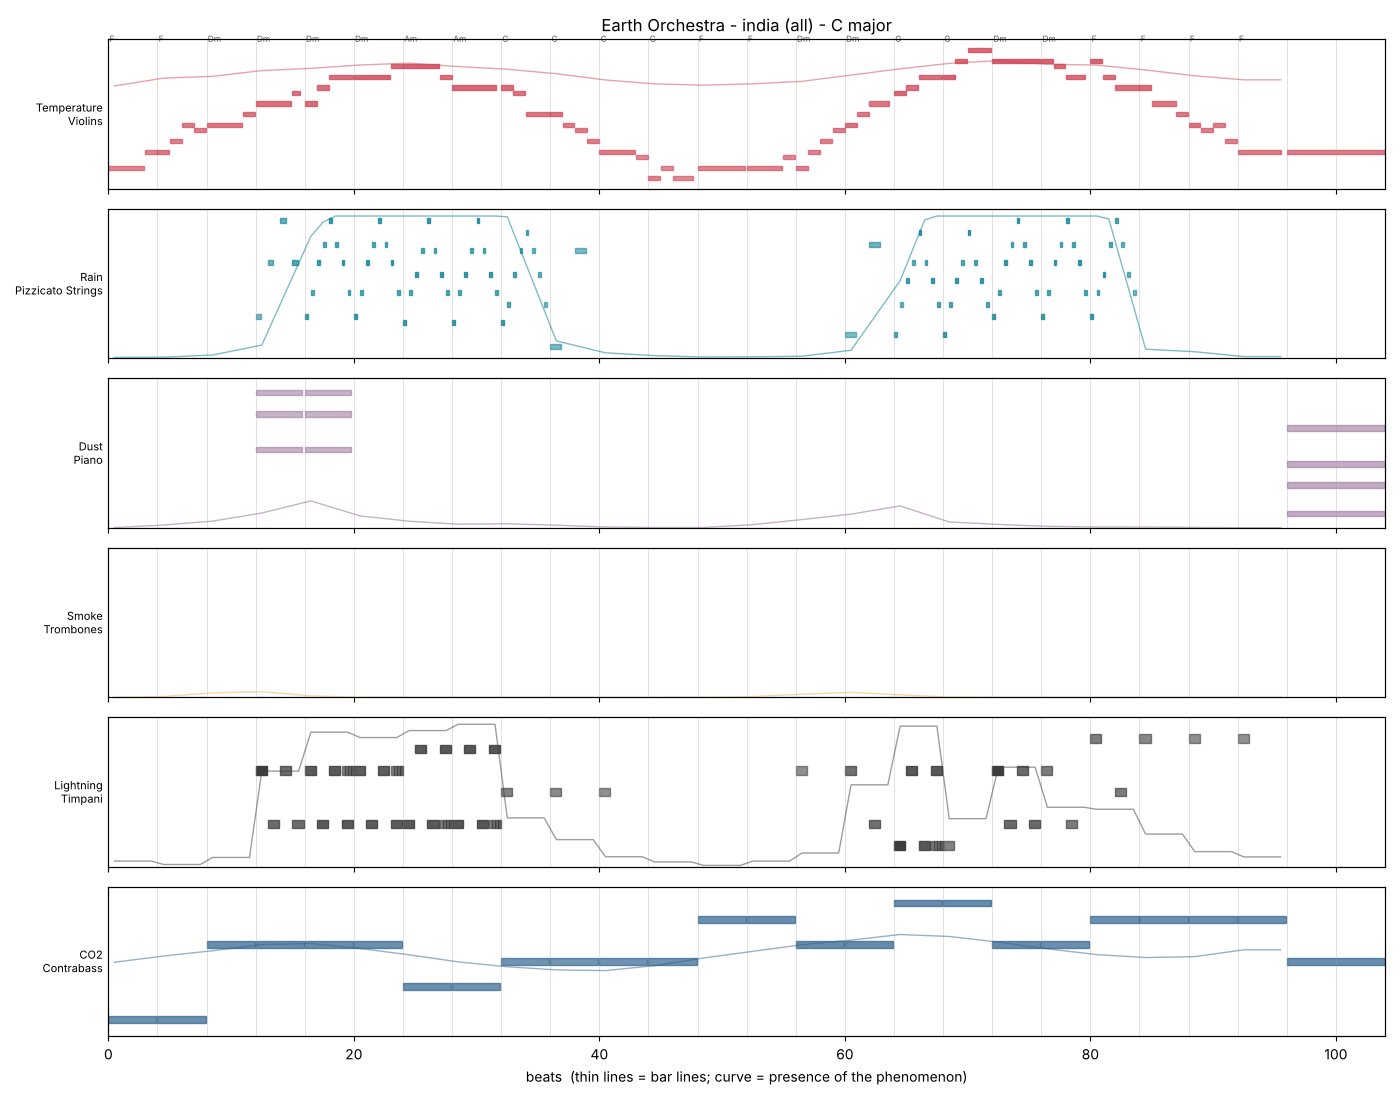 Earth Orchestra - india (all) - C major
F F Dm Dm Dm Dm Am Am C C C C F F Dm Dm G G Dm Dm F F F F
Temperature
Violins
Rain
Pizzicato Strings
Dust
Piano
Smoke
Trombones
Lightning
Timpani
CO2
Contrabass
0 20 40 60 80 100
beats  (thin lines = bar lines; curve = presence of the phenomenon)